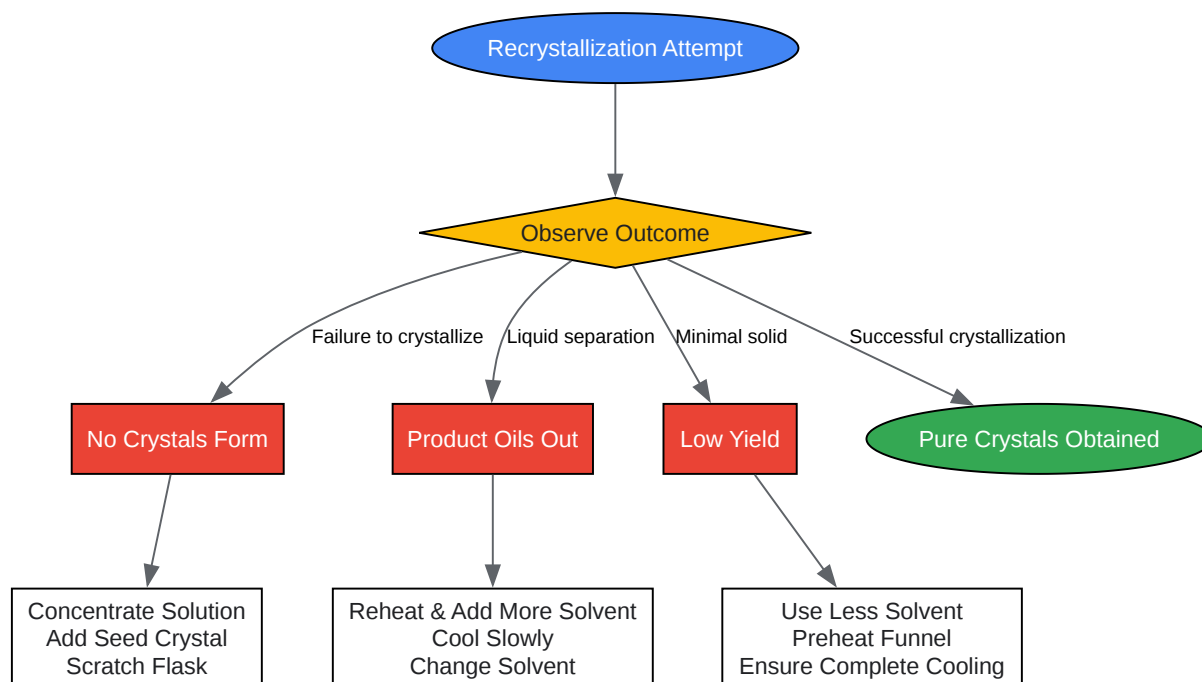 Recrystallization Attempt
Observe Outcome
Failure to crystallize
Liquid separation
Minimal solid
Successful crystallization
No Crystals Form
Product Oils Out
Low Yield
Pure Crystals Obtained
Concentrate Solution
Add Seed Crystal
Scratch Flask
Reheat & Add More Solvent
Cool Slowly
Change Solvent
Use Less Solvent
Preheat Funnel
Ensure Complete Cooling